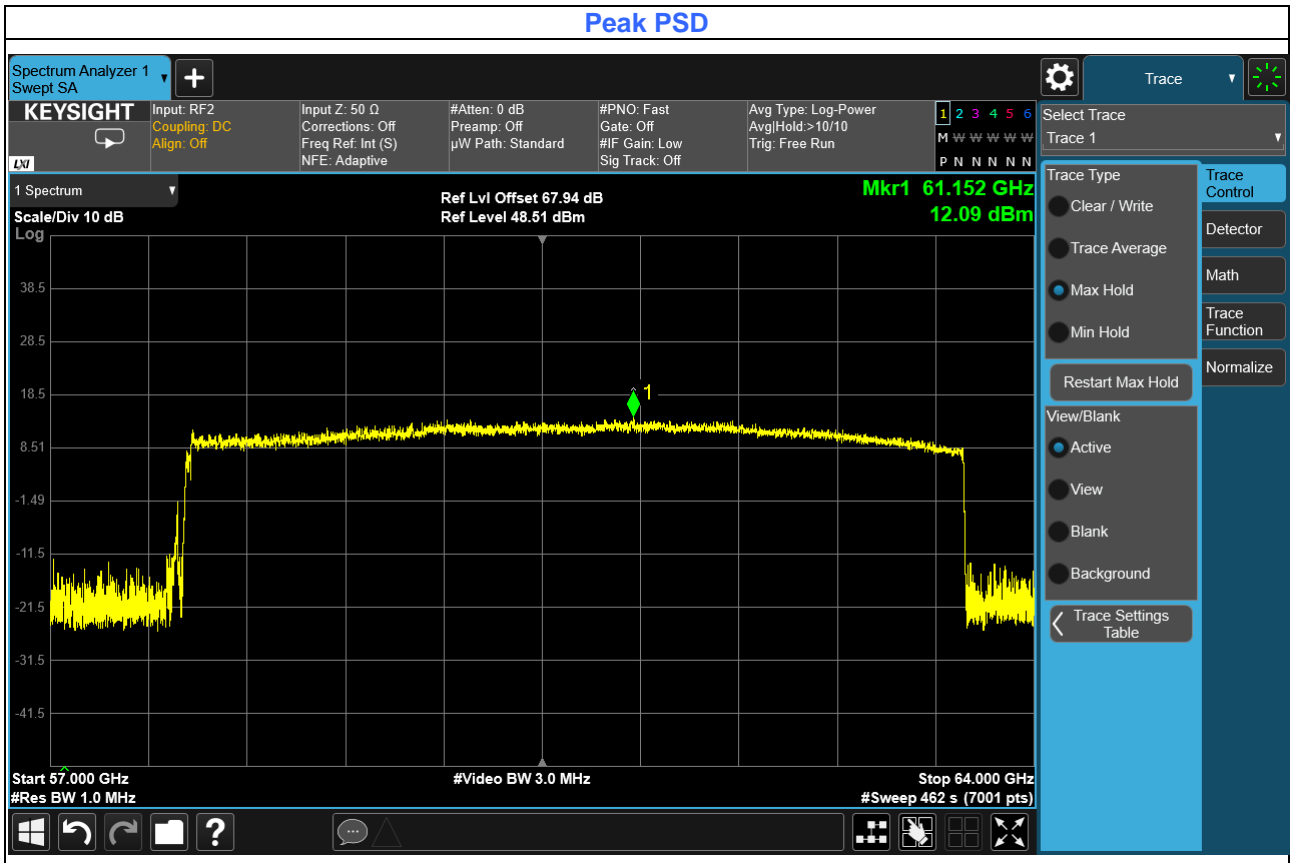 Peak PSD
Spectrum Analyzer 1
Swept SA
Trace
KEYSIGHT
LXI
Input: RF2
Coupling: DC
Align: Off
Input Z: 50 Ω
Corrections: Off
Freq Ref: Int (S)
NFE: Adaptive
#Atten: 0 dB
Preamp: Off
µW Path: Standard
#PNO: Fast
Gate: Off
#IF Gain: Low
Sig Track: Off
Avg Type: Log-Power
Avg|Hold:>10/10
Trig: Free Run
1 2 3 4 5 6
M W W W W W
P N N N N N
Select Trace
Trace 1
1 Spectrum
Scale/Div 10 dB
Ref Lvl Offset 67.94 dB
Ref Level 48.51 dBm
Mkr1 61.152 GHz
12.09 dBm
Log
38.5
28.5
18.5
8.51
-1.49
-11.5
-21.5
-31.5
-41.5
1
Start 57.000 GHz
#Res BW 1.0 MHz
#Video BW 3.0 MHz
Stop 64.000 GHz
#Sweep 462 s (7001 pts)
Trace Type
Clear / Write
Trace Average
Max Hold
Min Hold
Restart Max Hold
View/Blank
Active
View
Blank
Background
Trace Settings
Table
Trace
Control
Detector
Math
Trace
Function
Normalize